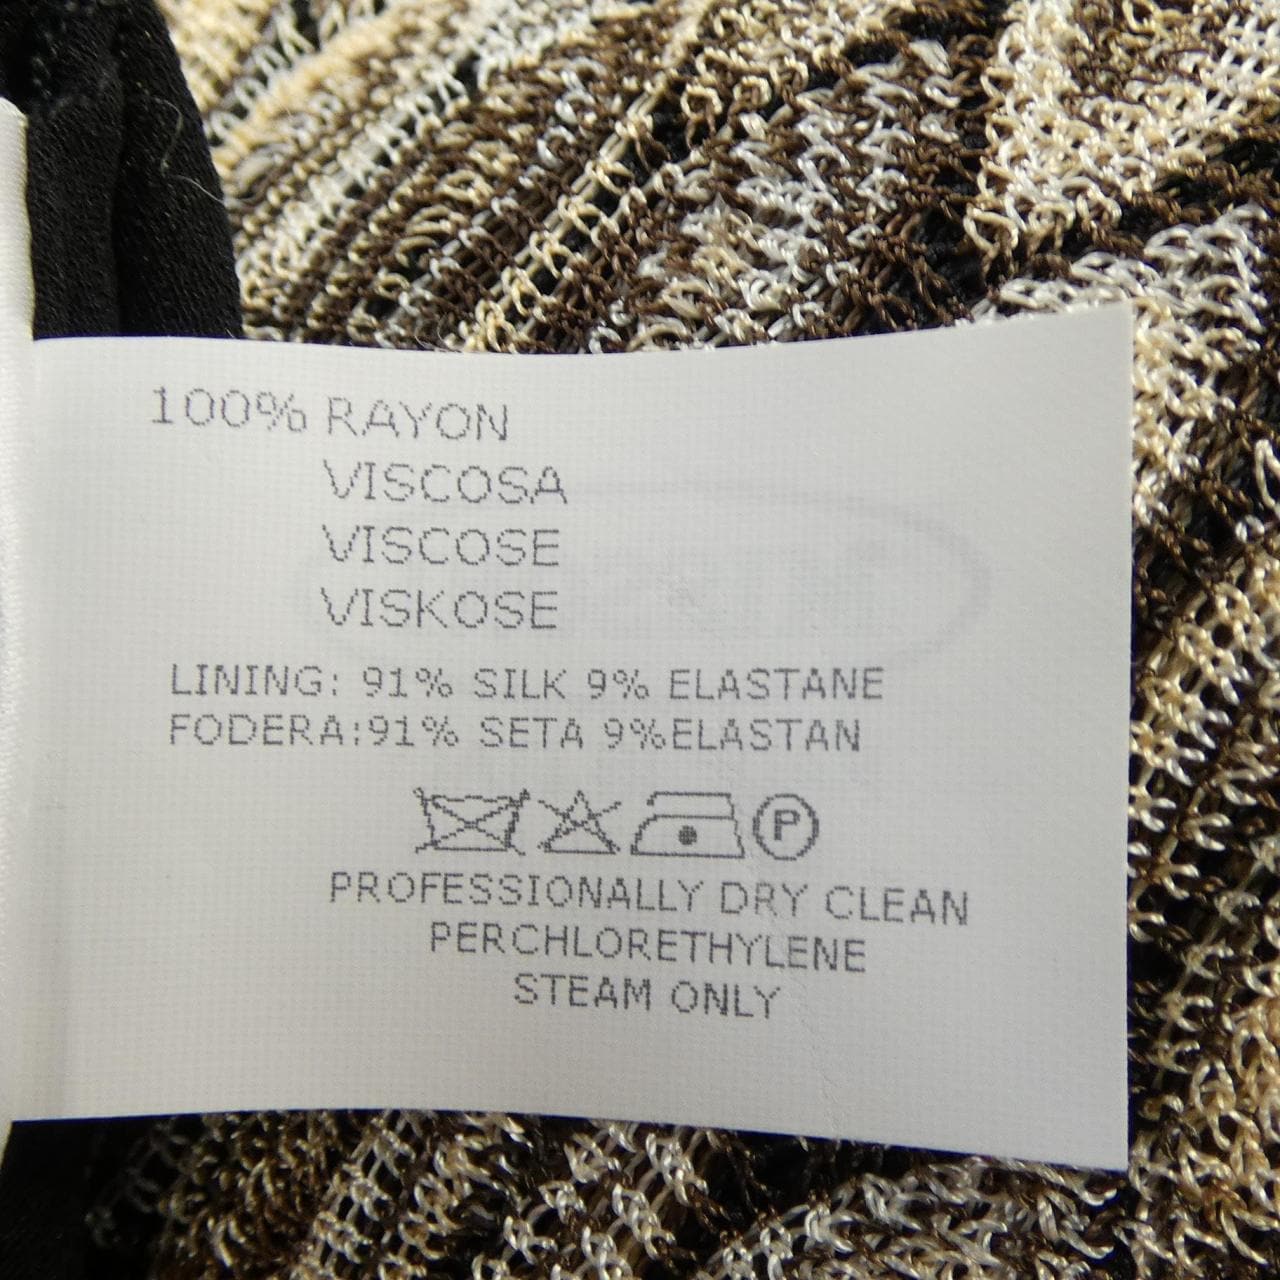 100% RAYON
VISCOSA
VISCOSE
VISKOSE
LINING: 91% SILK 9% ELASTANE
FODERA:91% SETA 9%ELASTAN
P
PROFESSIONALLY DRY CLEAN
PERCHLORETHYLENE
STEAM ONLY